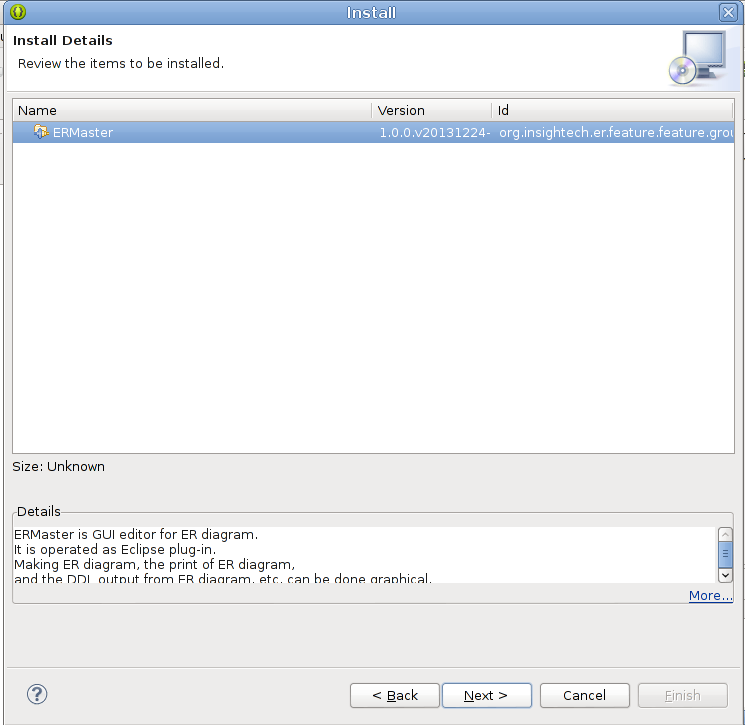 Install
Install Details
Review the items to be installed.
Name Version Id
ERMaster 1.0.0.v20131224- org.insightech.er.feature.feature.grou
Size: Unknown
Details
ERMaster is GUI editor for ER diagram.
It is operated as Eclipse plug-in.
Making ER diagram, the print of ER diagram,
and the DDL output from ER diagram, etc. can be done graphical.
More...
? < Back Next > Cancel Finish